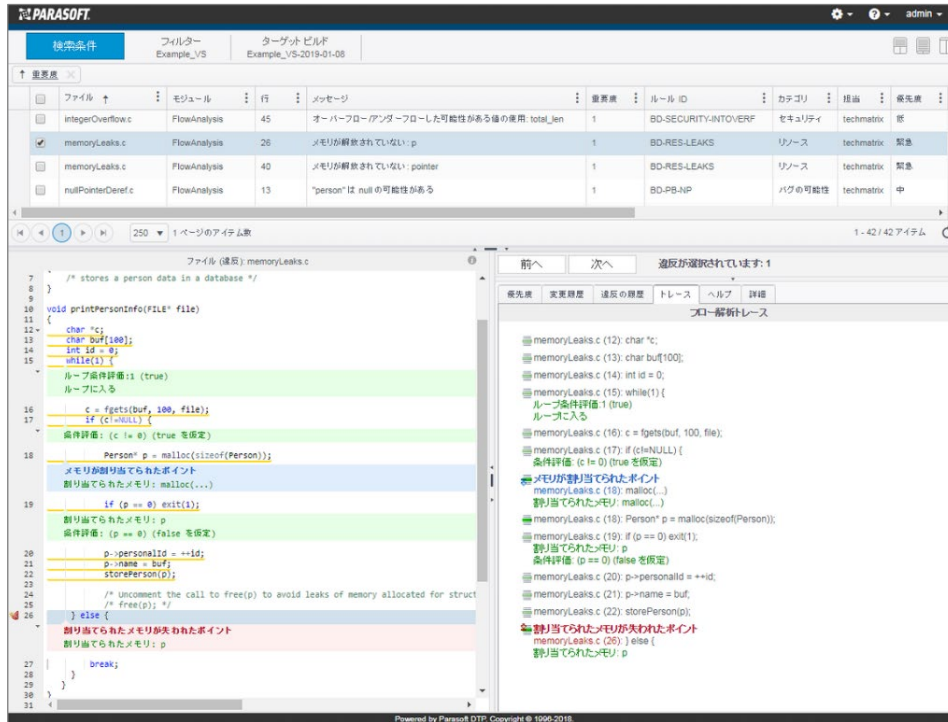 PARASOFT.
admin
検索条件
フィルター
Example_VS
ターゲット ビルド
Example_VS-2019-01-08
↑ 重要度
ファイル ↑ モジュール 行 メッセージ 重要度 ルール ID カテゴリ 担当 優先度
integerOverflow.c FlowAnalysis 45 オーバーフロー/アンダーフローした可能性がある値の使用: total_len 1 BD-SECURITY-INTOVERF セキュリティ techmatrix 低
memoryLeaks.c FlowAnalysis 26 メモリが解放されていない: p 1 BD-RES-LEAKS リソース techmatrix 緊急
memoryLeaks.c FlowAnalysis 40 メモリが解放されていない: pointer 1 BD-RES-LEAKS リソース techmatrix 緊急
nullPointerDeref.c FlowAnalysis 13 "person"は null の可能性がある 1 BD-PB-NP バグの可能性 techmatrix 中
1 250 1 ページのアイテム数 1 - 42 / 42 アイテム
ファイル (違反): memoryLeaks.c
7 /* stores a person data in a database */
8 }
9
10 void printPersonInfo(FILE* file)
11 {
12 char *c;
13 char buf[100];
14 int id = 0;
15 while(1) {
ループ条件評価:1 (true)
ループに入る
16 c = fgets(buf, 100, file);
17 if (c!=NULL) {
条件評価: (c != 0) (true を仮定)
18 Person* p = malloc(sizeof(Person));
メモリが割り当てられたポイント
割り当てられたメモリ: malloc(...)
19 if (p == 0) exit(1);
割り当てられたメモリ: p
条件評価: (p == 0) (false を仮定)
20 p->personalId = ++id;
21 p->name = buf;
22 storePerson(p);
23
24 /* Uncomment the call to free(p) to avoid leaks of memory allocated for struct
25 /* free(p); */
26 } else {
割り当てられたメモリが失われたポイント
割り当てられたメモリ: p
27 break;
28 }
29 }
30 }
31
前へ 次へ 違反が選択されています: 1
優先度 変更履歴 違反の履歴 トレース ヘルプ 詳細
フロー解析トレース
memoryLeaks.c (12): char *c;
memoryLeaks.c (13): char buf[100];
memoryLeaks.c (14): int id = 0;
memoryLeaks.c (15): while(1) {
ループ条件評価:1 (true)
ループに入る
memoryLeaks.c (16): c = fgets(buf, 100, file);
memoryLeaks.c (17): if (c!=NULL) {
条件評価: (c != 0) (true を仮定)
メモリが割り当てられたポイント
memoryLeaks.c (18): malloc(...)
割り当てられたメモリ: malloc(...)
memoryLeaks.c (18): Person* p = malloc(sizeof(Person));
memoryLeaks.c (19): if (p == 0) exit(1);
割り当てられたメモリ: p
条件評価: (p == 0) (false を仮定)
memoryLeaks.c (20): p->personalId = ++id;
memoryLeaks.c (21): p->name = buf;
memoryLeaks.c (22): storePerson(p);
割り当てられたメモリが失われたポイント
memoryLeaks.c (26): } else {
割り当てられたメモリ: p
Powered by Parasoft DTP. Copyright © 1996-2018.